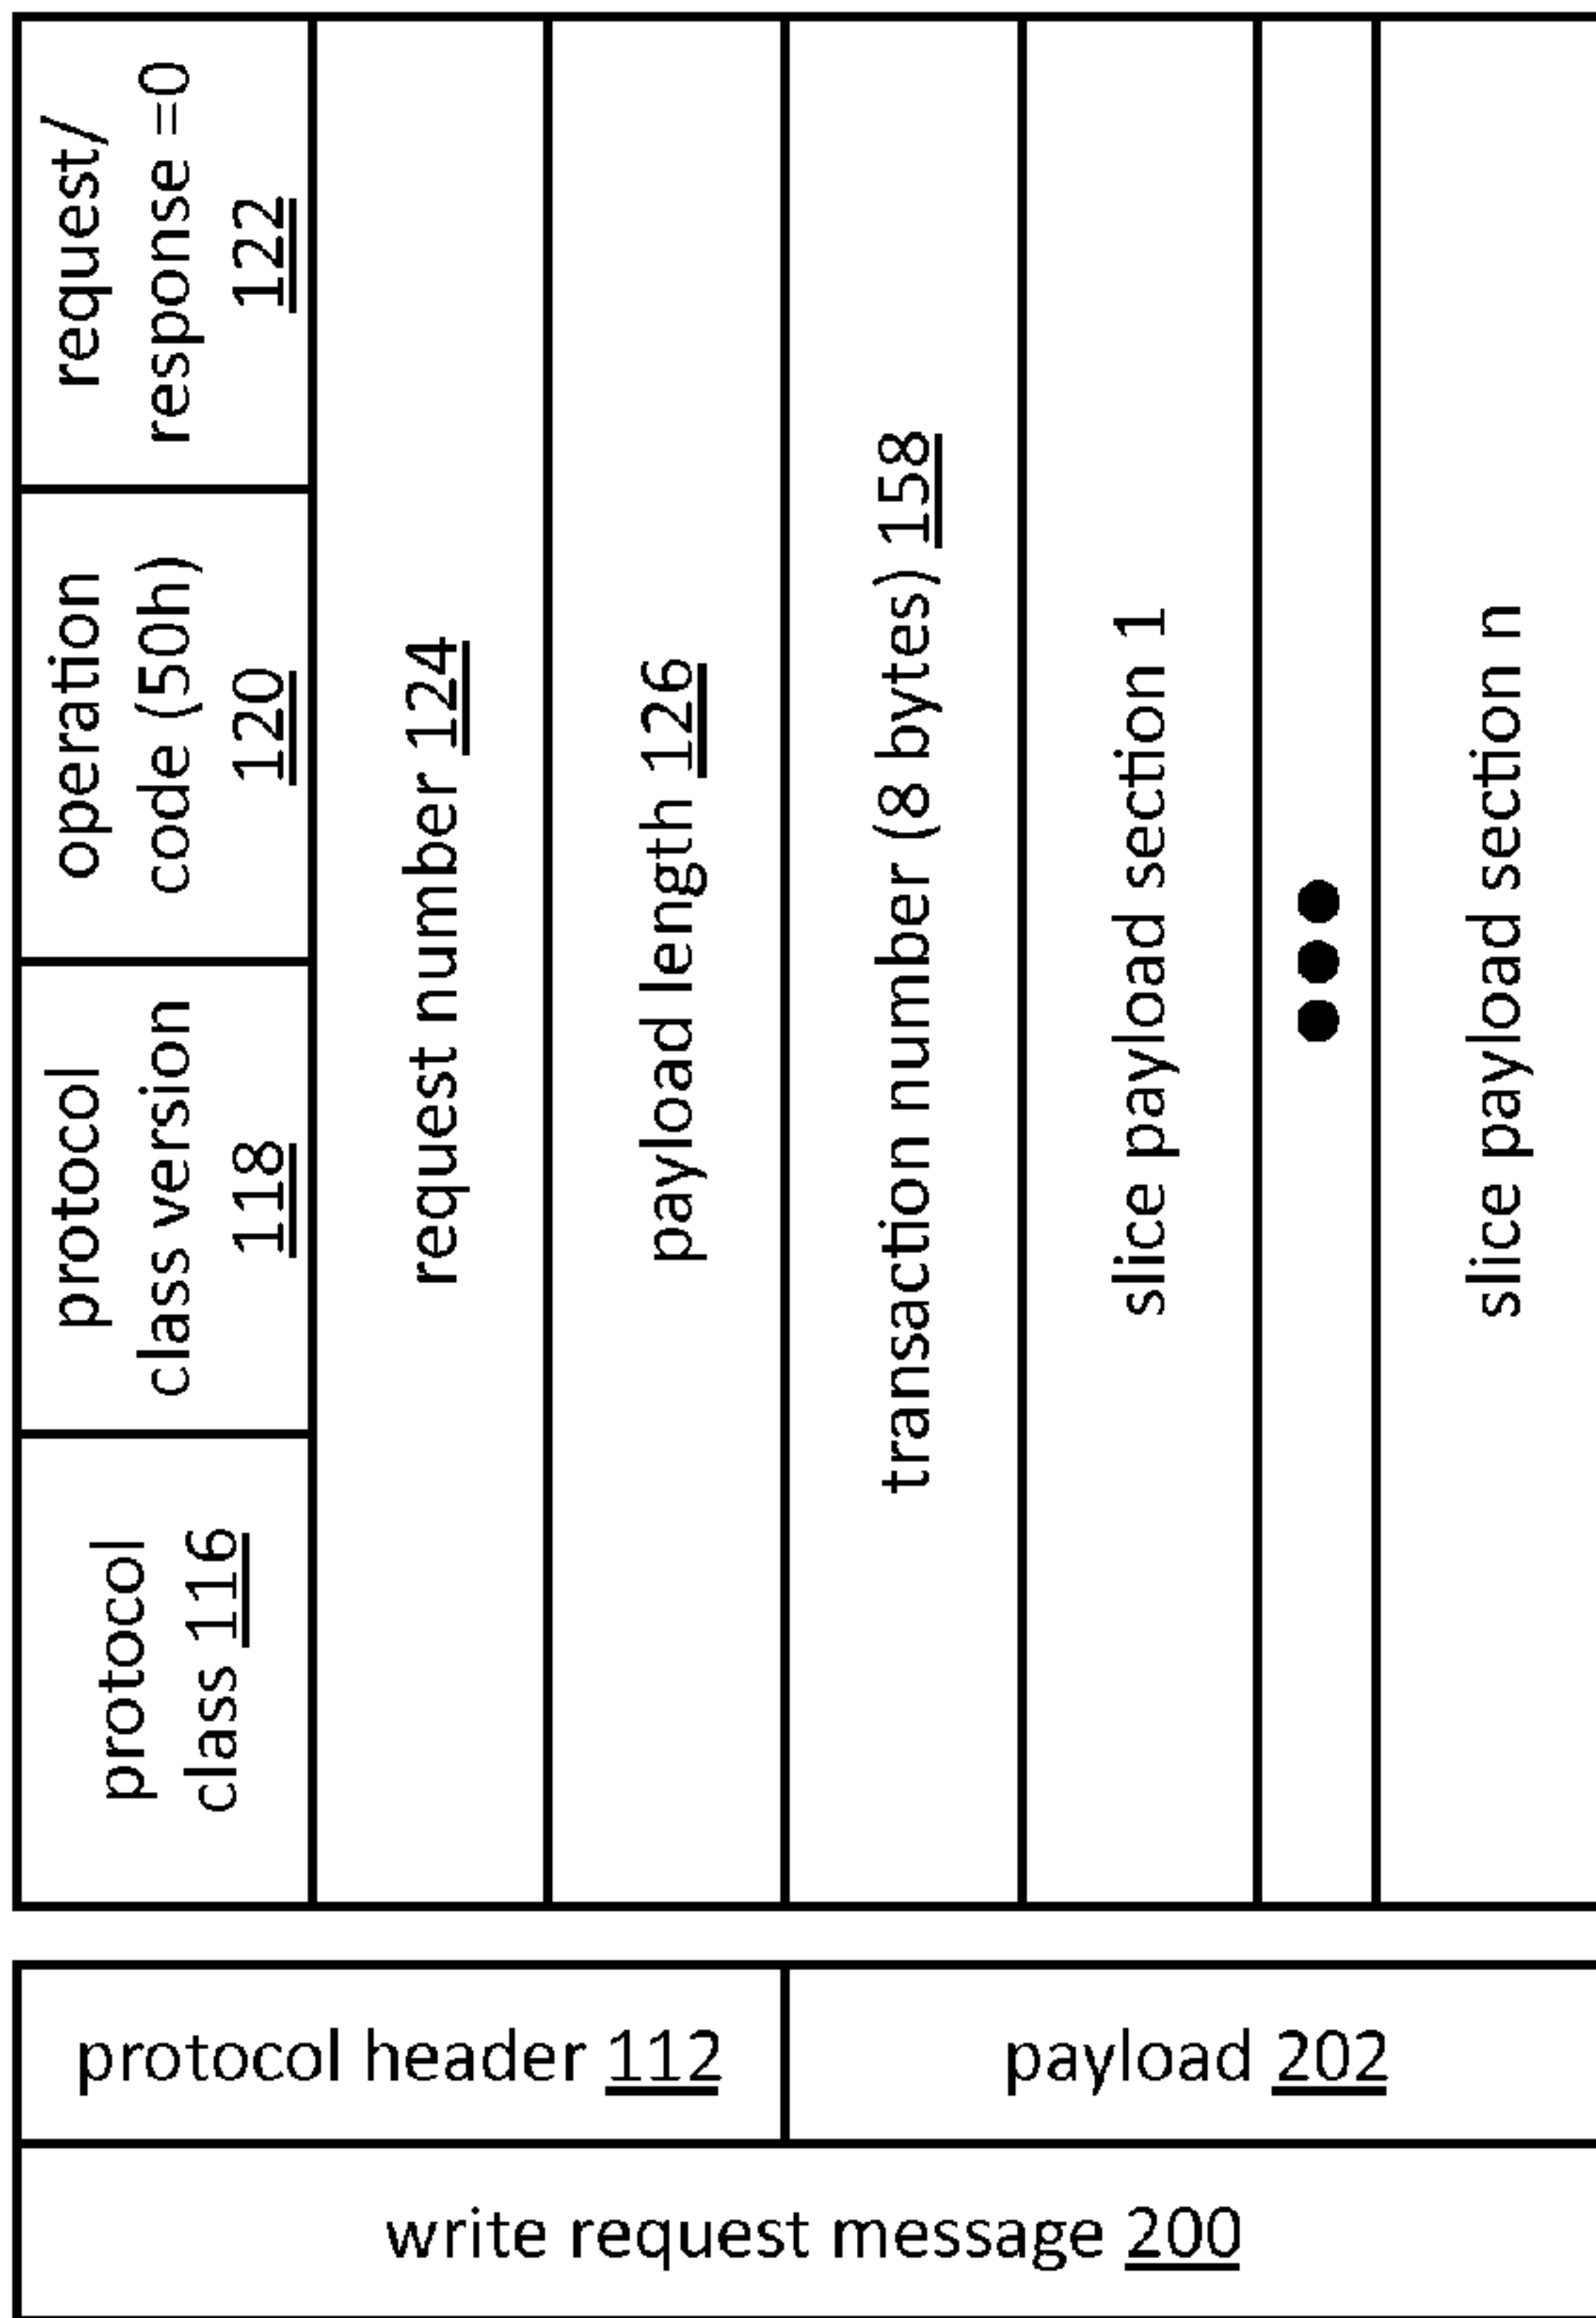 write request message 200
protocol header 112
payload 202
protocol
class 116
protocol
class version
118
operation
code (50h)
120
request/
response =0
122
request number 124
payload length 126
transaction number (8 bytes) 158
slice payload section 1
slice payload section n